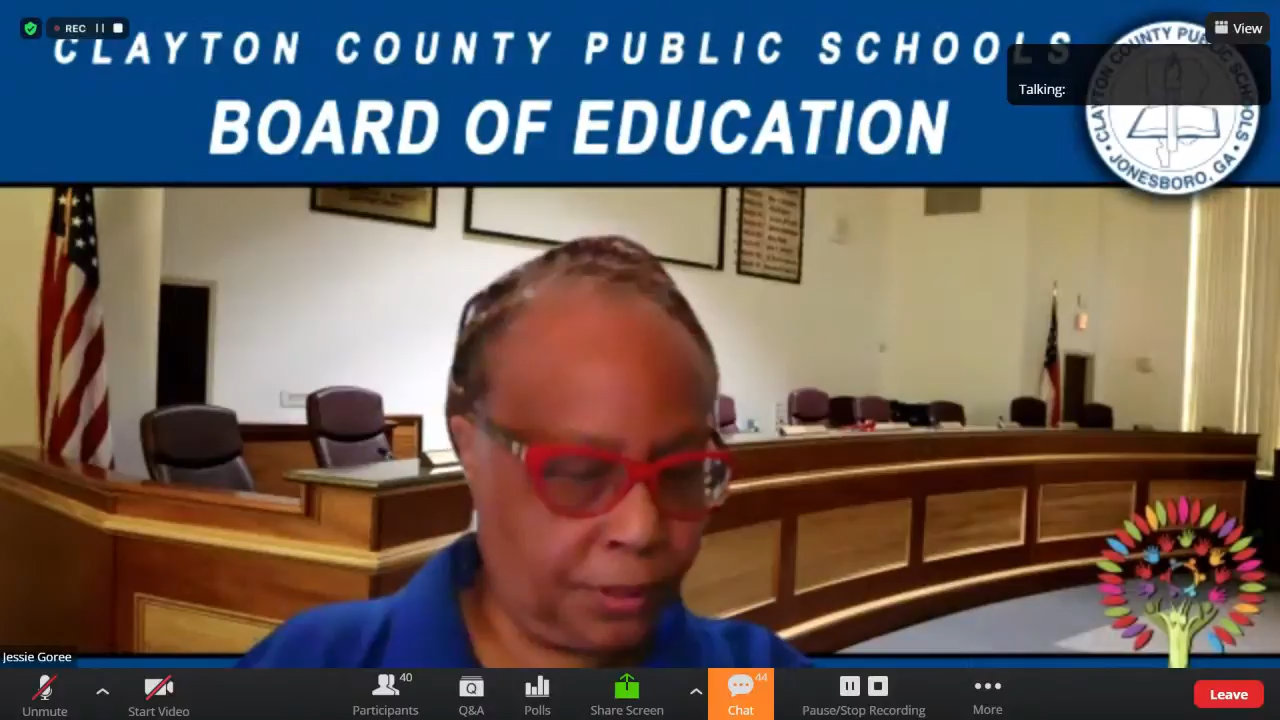 REC
View
CLAYTON COUNTY PUBLIC SCHOOLS
Talking:
BOARD OF EDUCATION
CLAYTON COUNTY PUBLIC SCHOOLS • JONESBORO, GA •
Jessie Goree
40
44
Unmute
Start Video
Participants
Q&A
Polls
Share Screen
Chat
Pause/Stop Recording
More
Leave